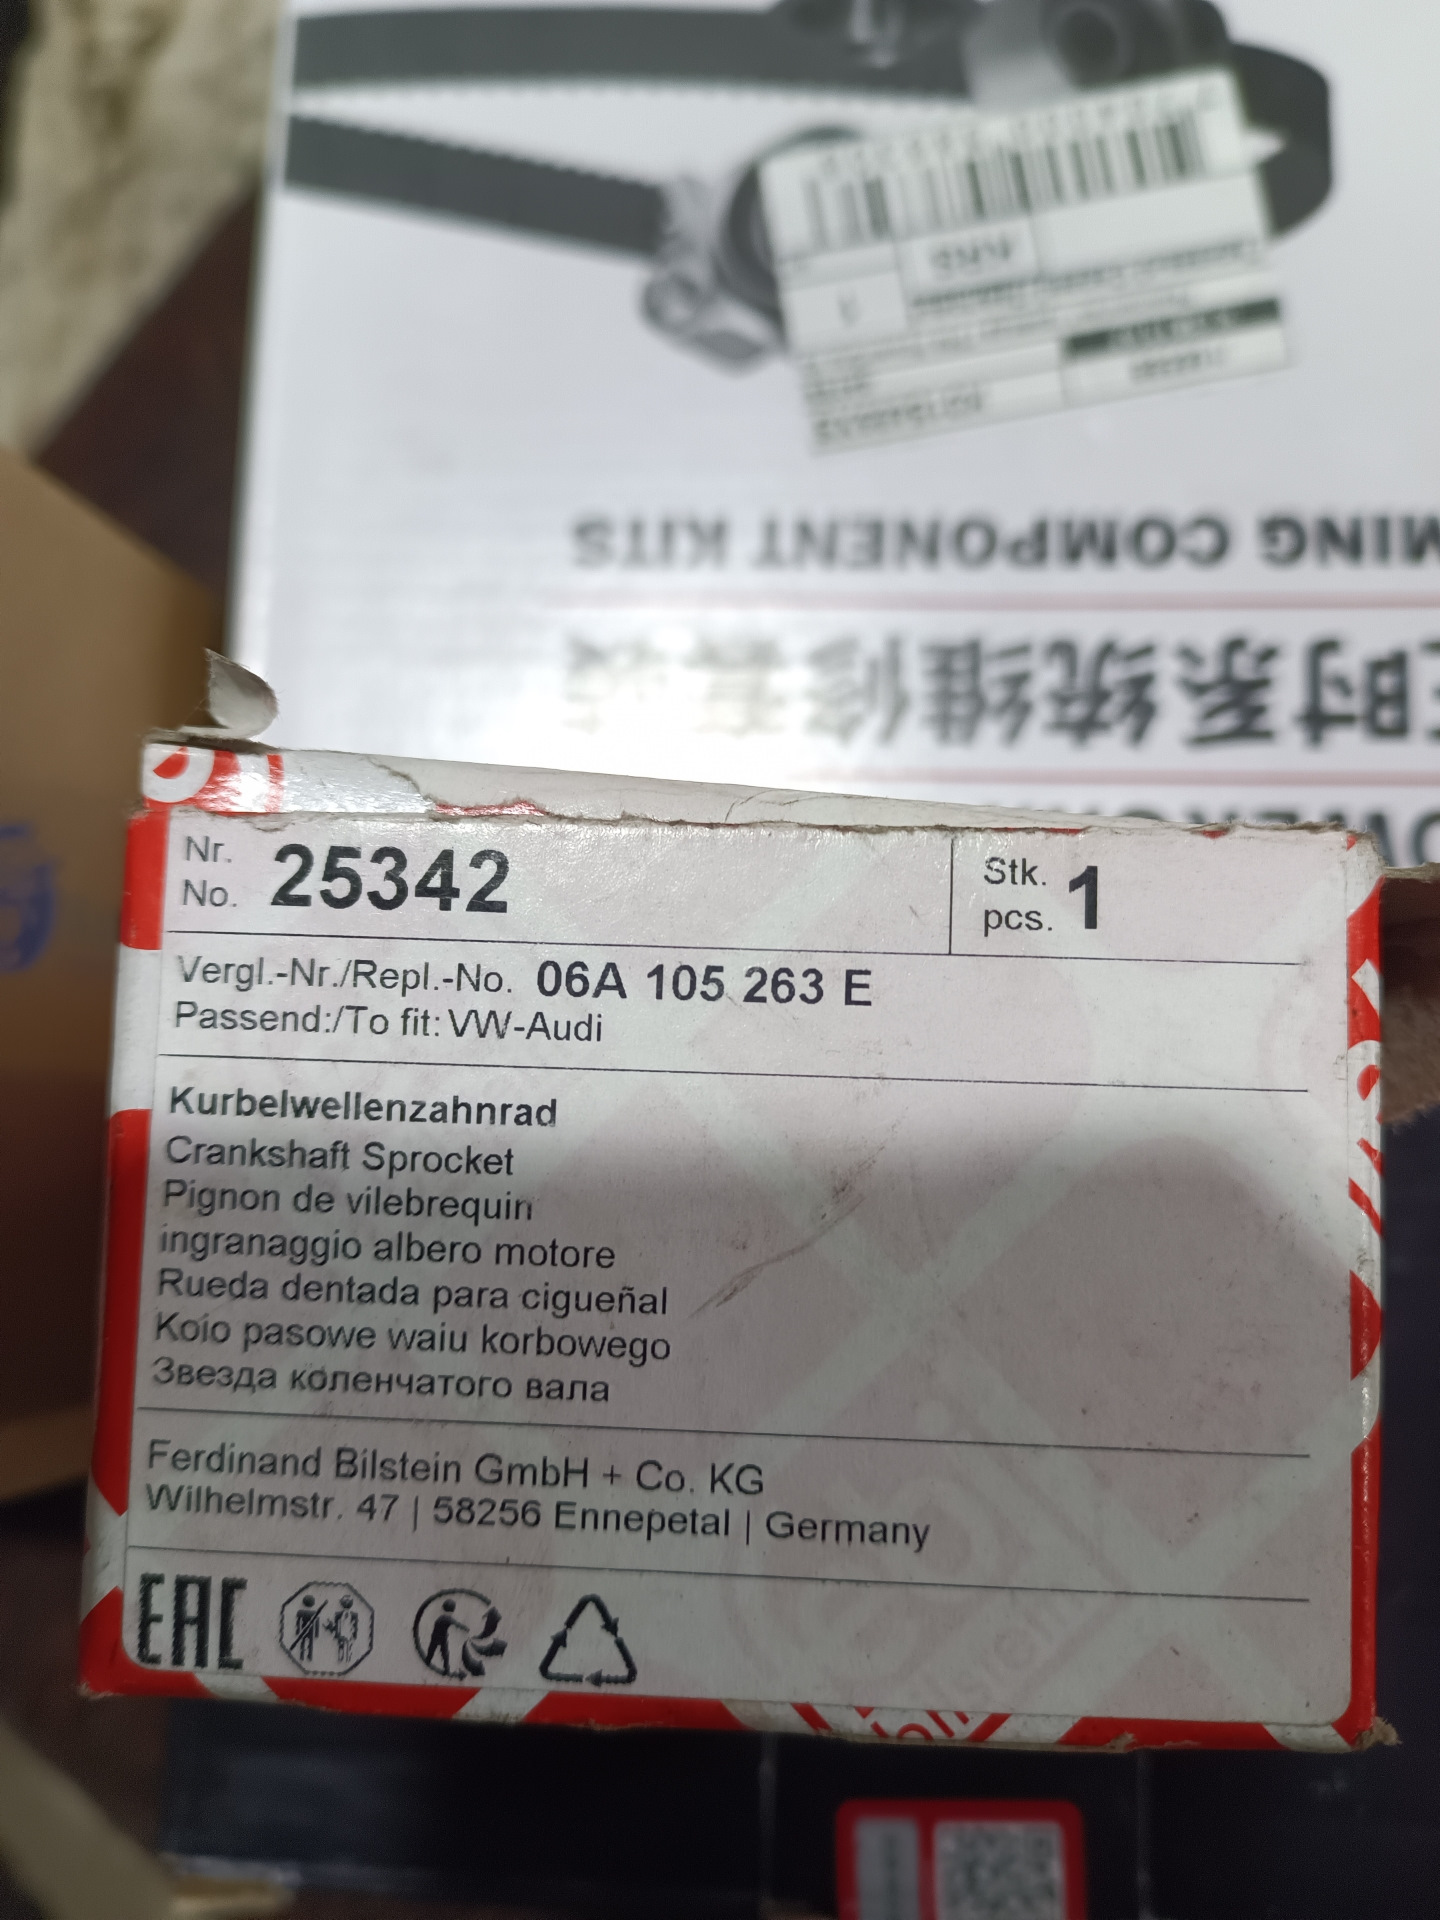 TIMING COMPONENT KITS
正时系统维修套装
Nr.
No. 25342
Stk.
pcs. 1
Vergl.-Nr./Repl.-No. 06A 105 263 E
Passend:/To fit: VW-Audi
Kurbelwellenzahnrad
Crankshaft Sprocket
Pignon de vilebrequin
ingranaggio albero motore
Rueda dentada para cigueñal
Koło pasowe wału korbowego
Звезда коленчатого вала
Ferdinand Bilstein GmbH + Co. KG
Wilhelmstr. 47 | 58256 Ennepetal | Germany
EAC